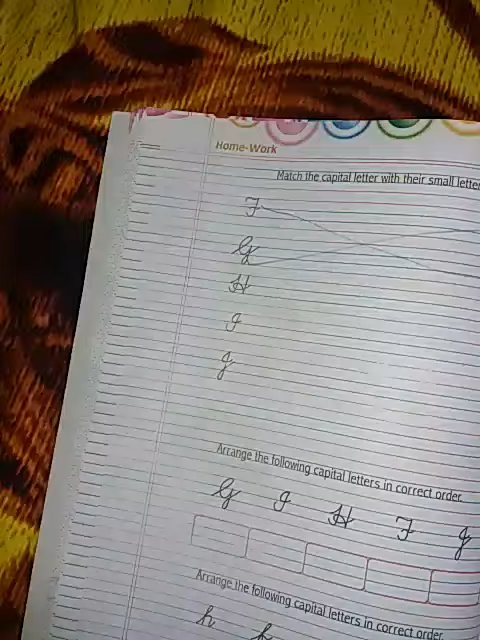 Home-Work
Match the capital letter with their small letter
F
G
H
I
J
Arrange the following capital letters in correct order.
G I H F J
Arrange the following capital letters in correct order.
h